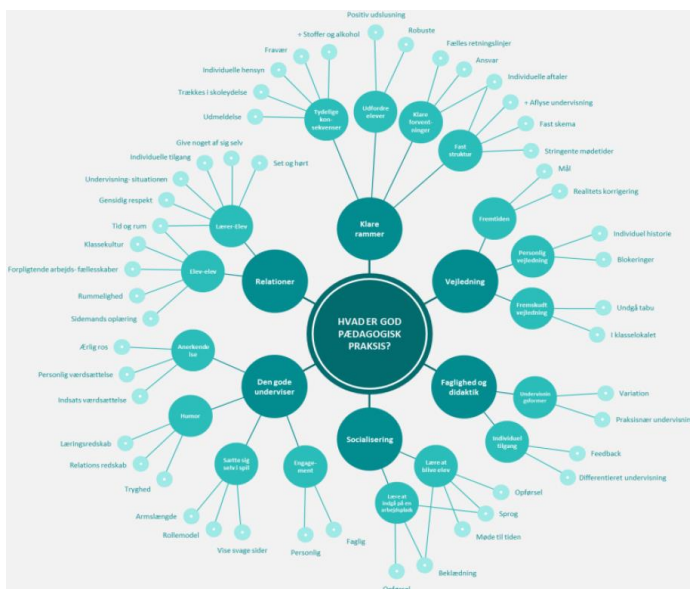 Positiv udslusning
+ Stoffer og alkohol
Robuste
Fravær
Fælles retningslinjer
Individuelle hensyn
Ansvar
Trækkes i skoleydelse
Individuelle aftaler
Udmeldelse
+ Aflyse undervisning
Fast skema
Stringente mødetider
Tydelige
kon-
sekvenser
Udfordre
elever
Klare
forvent-
ninger
Fast
struktur
Klare
rammer
Give noget af sig selv
Individuelle tilgang
Set og hørt
Undervisning- situationen
Gensidig respekt
Lærer-Elev
Tid og rum
Klassekultur
Forpligtende arbejds-fællesskaber
Elev-elev
Rummelighed
Sidemands oplæring
Relationer
Mål
Realitets korrigering
Fremtiden
Individuel historie
Personlig
vejledning
Blokeringer
Vejledning
Fremskudt
vejledning
Undgå tabu
I klasselokalet
HVAD ER GOD
PÆDAGOGISK
PRAKSIS?
Ærlig ros
Anerkende
lse
Personlig værdsættelse
Indsats værdsættelse
Den gode
underviser
Humor
Læringsredskab
Relations redskab
Tryghed
Sætte sig
selv i spil
Engage-
ment
Armslængde
Rollemodel
Vise svage sider
Personlig
Faglig
Faglighed og
didaktik
Undervisnin
gsformer
Variation
Praksisnær undervisnin
Individuel
tilgang
Feedback
Differentieret undervisning
Socialisering
Lære at
blive elev
Lære at
indgå på en
arbejdsplads
Opførsel
Sprog
Møde til tiden
Beklædning
Opførsel